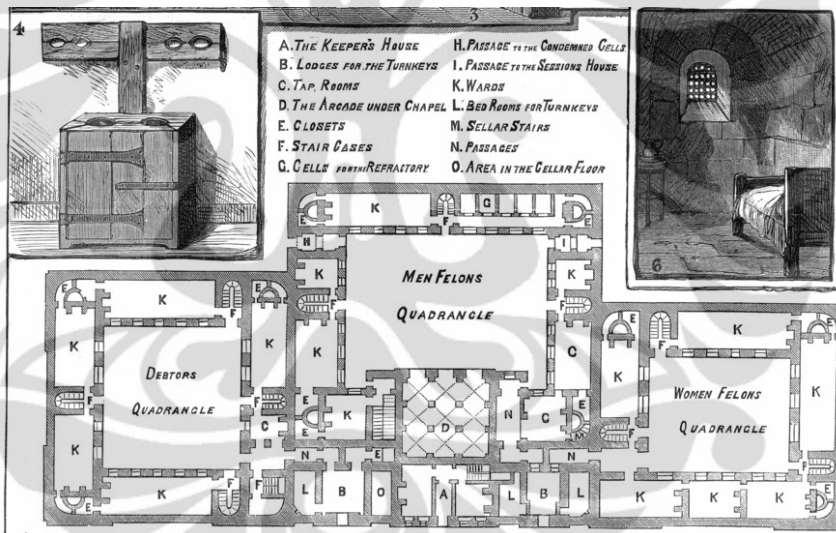 4
3
A. THE KEEPER'S HOUSE
B. LODGES FOR THE TURNKEYS
C. TAP, ROOMS
D. THE ARCADE UNDER CHAPEL
E. CLOSETS
F. STAIR CASES
G. CELLS FOR THE REFRACTORY
H. PASSAGE TO THE CONDEMNED CELLS
I. PASSAGE TO THE SESSIONS HOUSE
K. WARDS
L. BED ROOMS FOR TURNKEYS
M. SELLAR STAIRS
N. PASSAGES
O. AREA IN THE CELLAR FLOOR
6
E K F G E
H I
K MEN FELONS K
F QUADRANGLE F
K C
E K D N C E
E M
E K F E
K DEBTORS K
QUADRANGLE
F F
C
K
E K F F
N E N
L B O A L B L
E F K E
K WOMEN FELONS K
QUADRANGLE
F F
K K K E